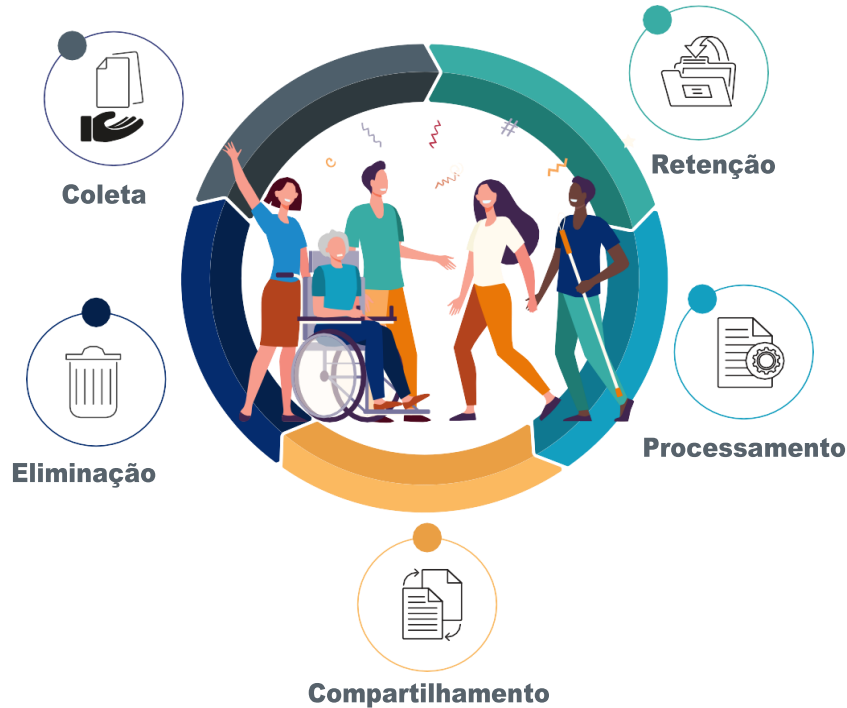 Coleta
Retenção
Processamento
Compartilhamento
Eliminação